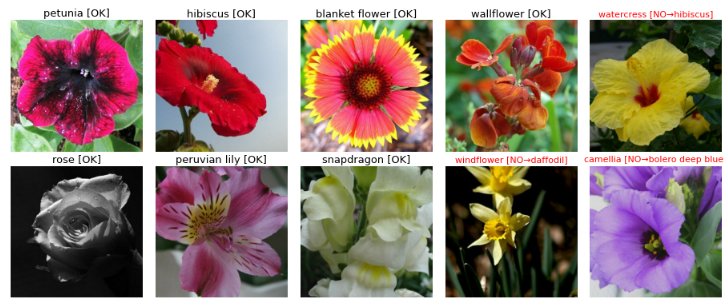 petunia [OK]
hibiscus [OK]
blanket flower [OK]
wallflower [OK]
watercress [NO→hibiscus]
rose [OK]
peruvian lily [OK]
snapdragon [OK]
windflower [NO→daffodil]
camellia [NO→bolero deep blue